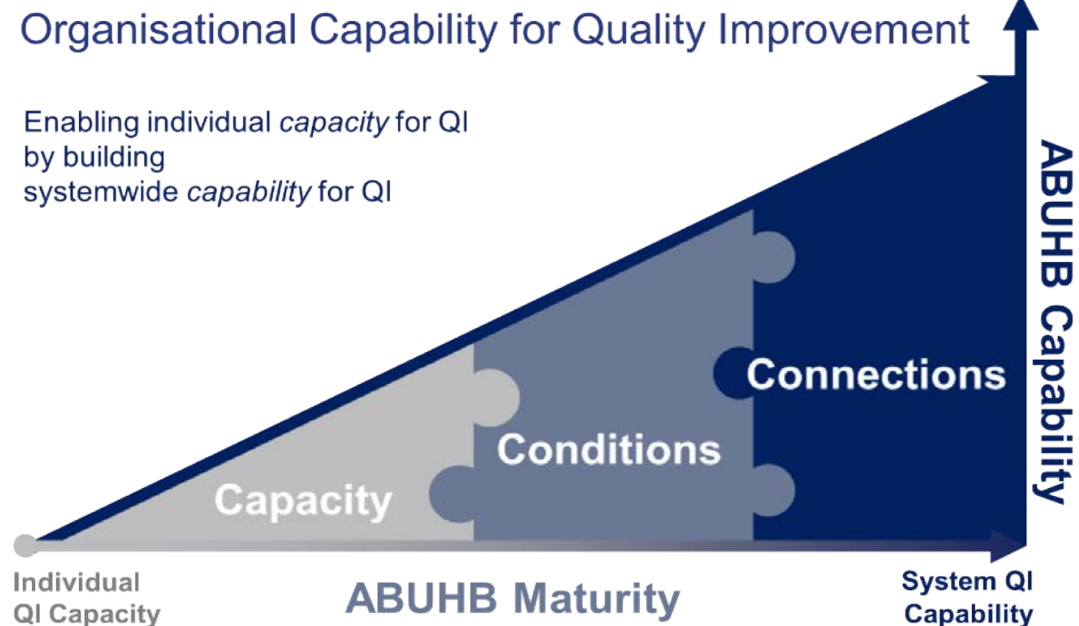 Organisational Capability for Quality Improvement
Enabling individual capacity for QI
by building
systemwide capability for QI
ABUHB Capability
Connections
Conditions
Capacity
Individual
QI Capacity
ABUHB Maturity
System QI
Capability